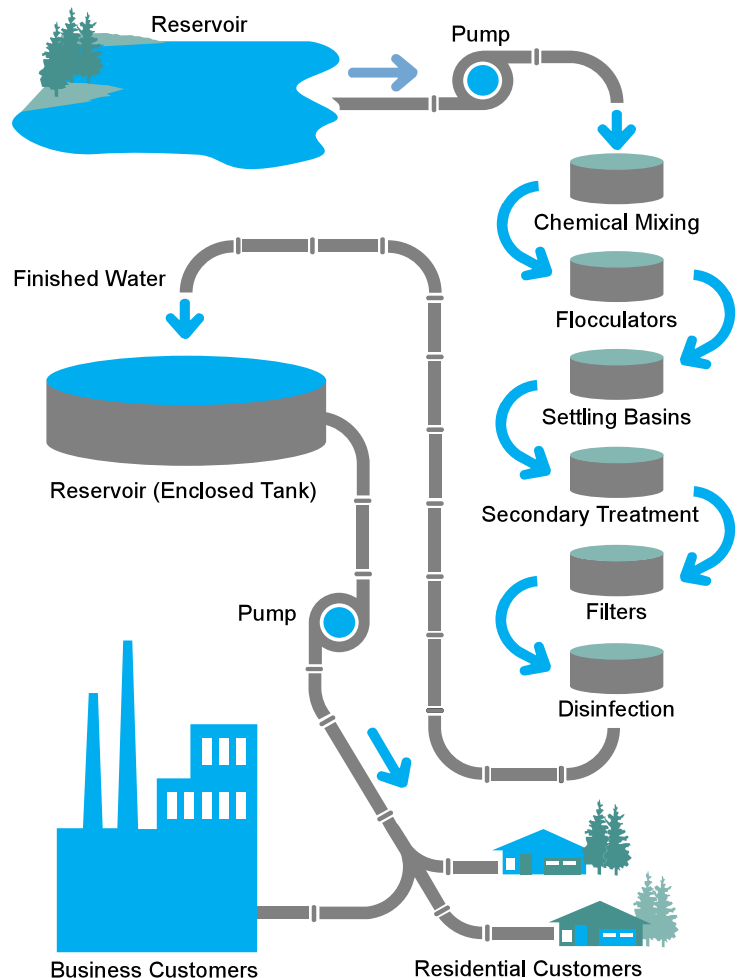 Reservoir
Pump
Chemical Mixing
Finished Water
Flocculators
Settling Basins
Reservoir (Enclosed Tank)
Secondary Treatment
Filters
Pump
Disinfection
Business Customers
Residential Customers